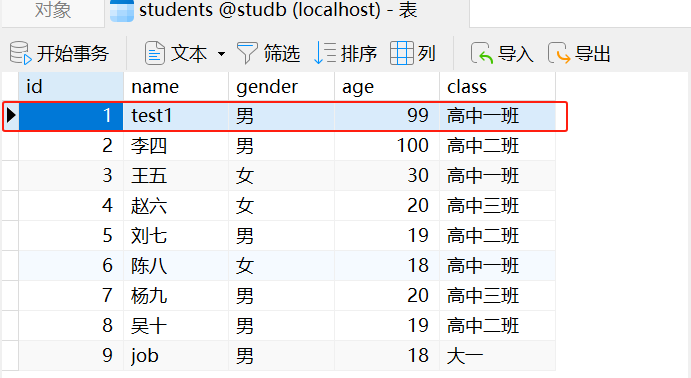 对象 students @studb (localhost) - 表
开始事务 文本 筛选 排序 列 导入 导出
id name gender age class
1 test1 男 99 高中一班
2 李四 男 100 高中二班
3 王五 女 30 高中一班
4 赵六 女 20 高中三班
5 刘七 男 19 高中二班
6 陈八 女 18 高中一班
7 杨九 男 20 高中三班
8 吴十 男 19 高中二班
9 job 男 18 大一